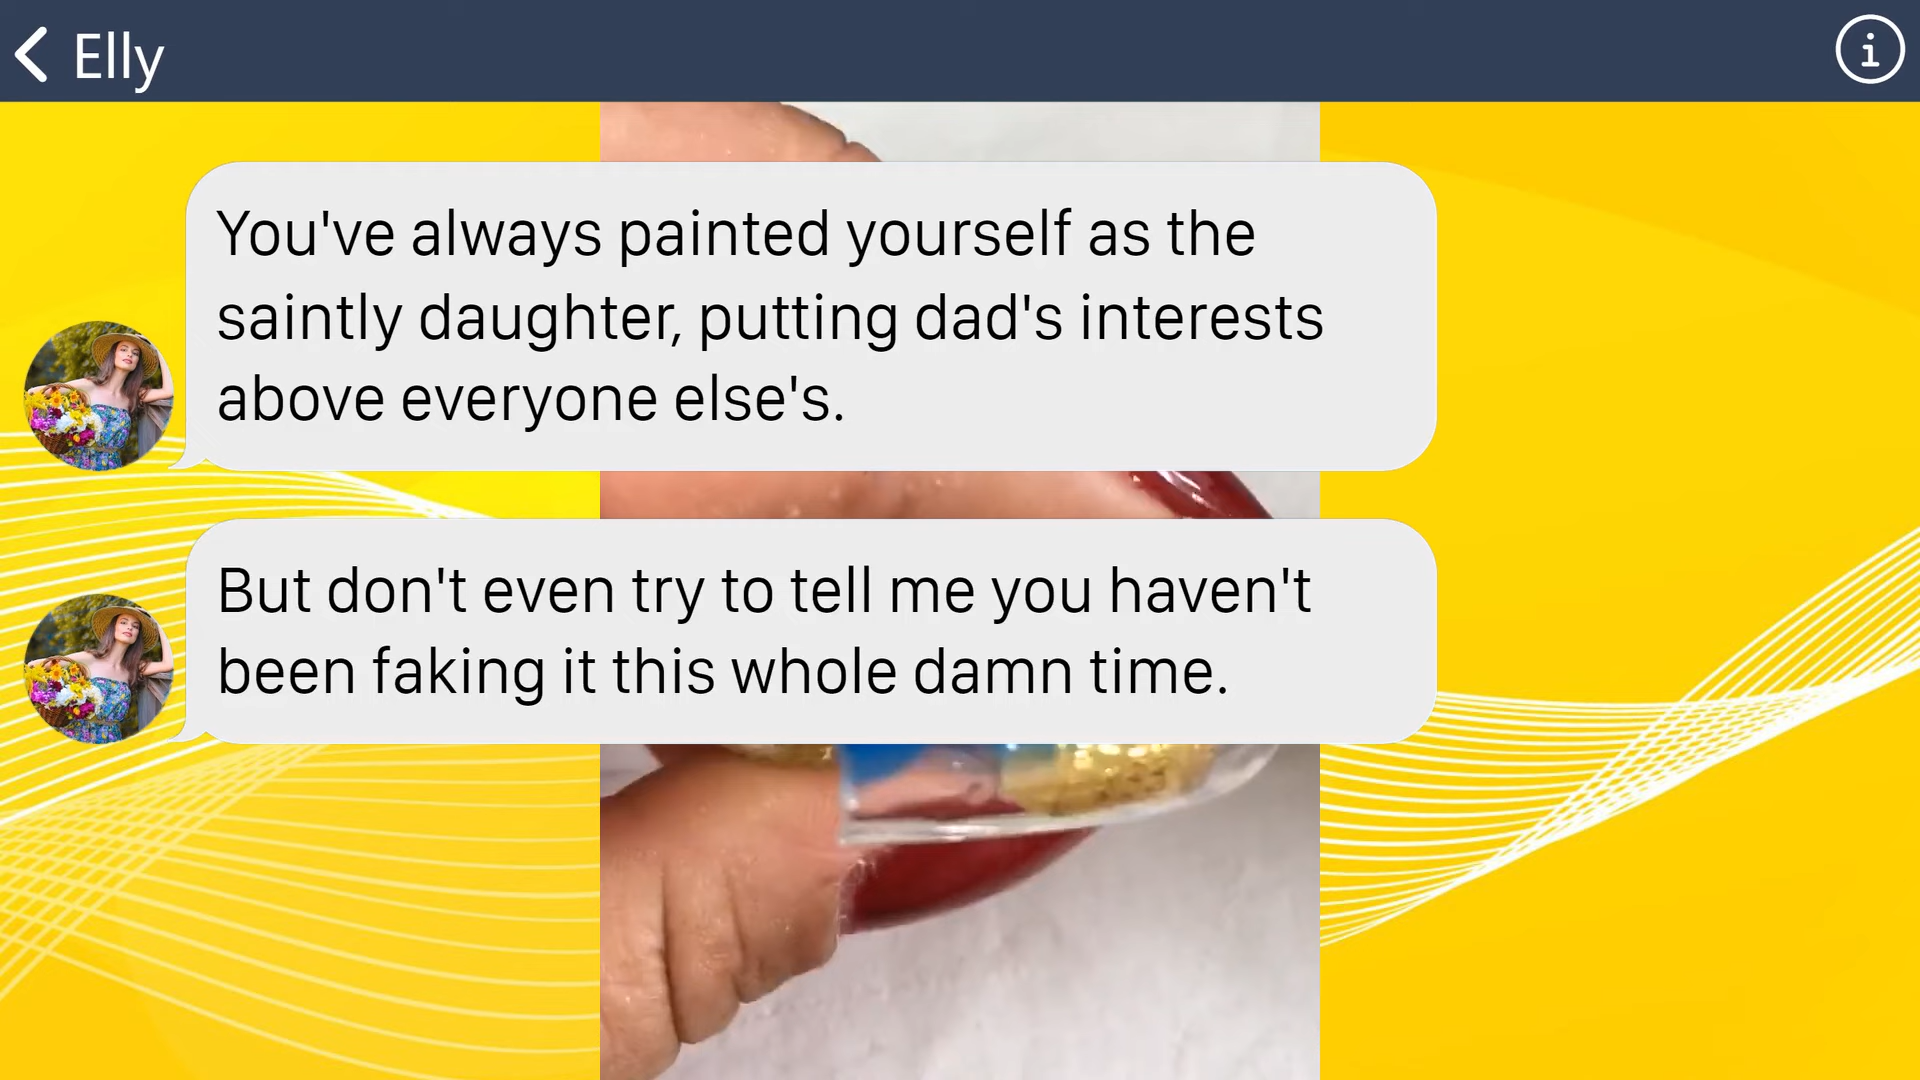 Elly
You've always painted yourself as the
saintly daughter, putting dad's interests
above everyone else's.
But don't even try to tell me you haven't
been faking it this whole damn time.